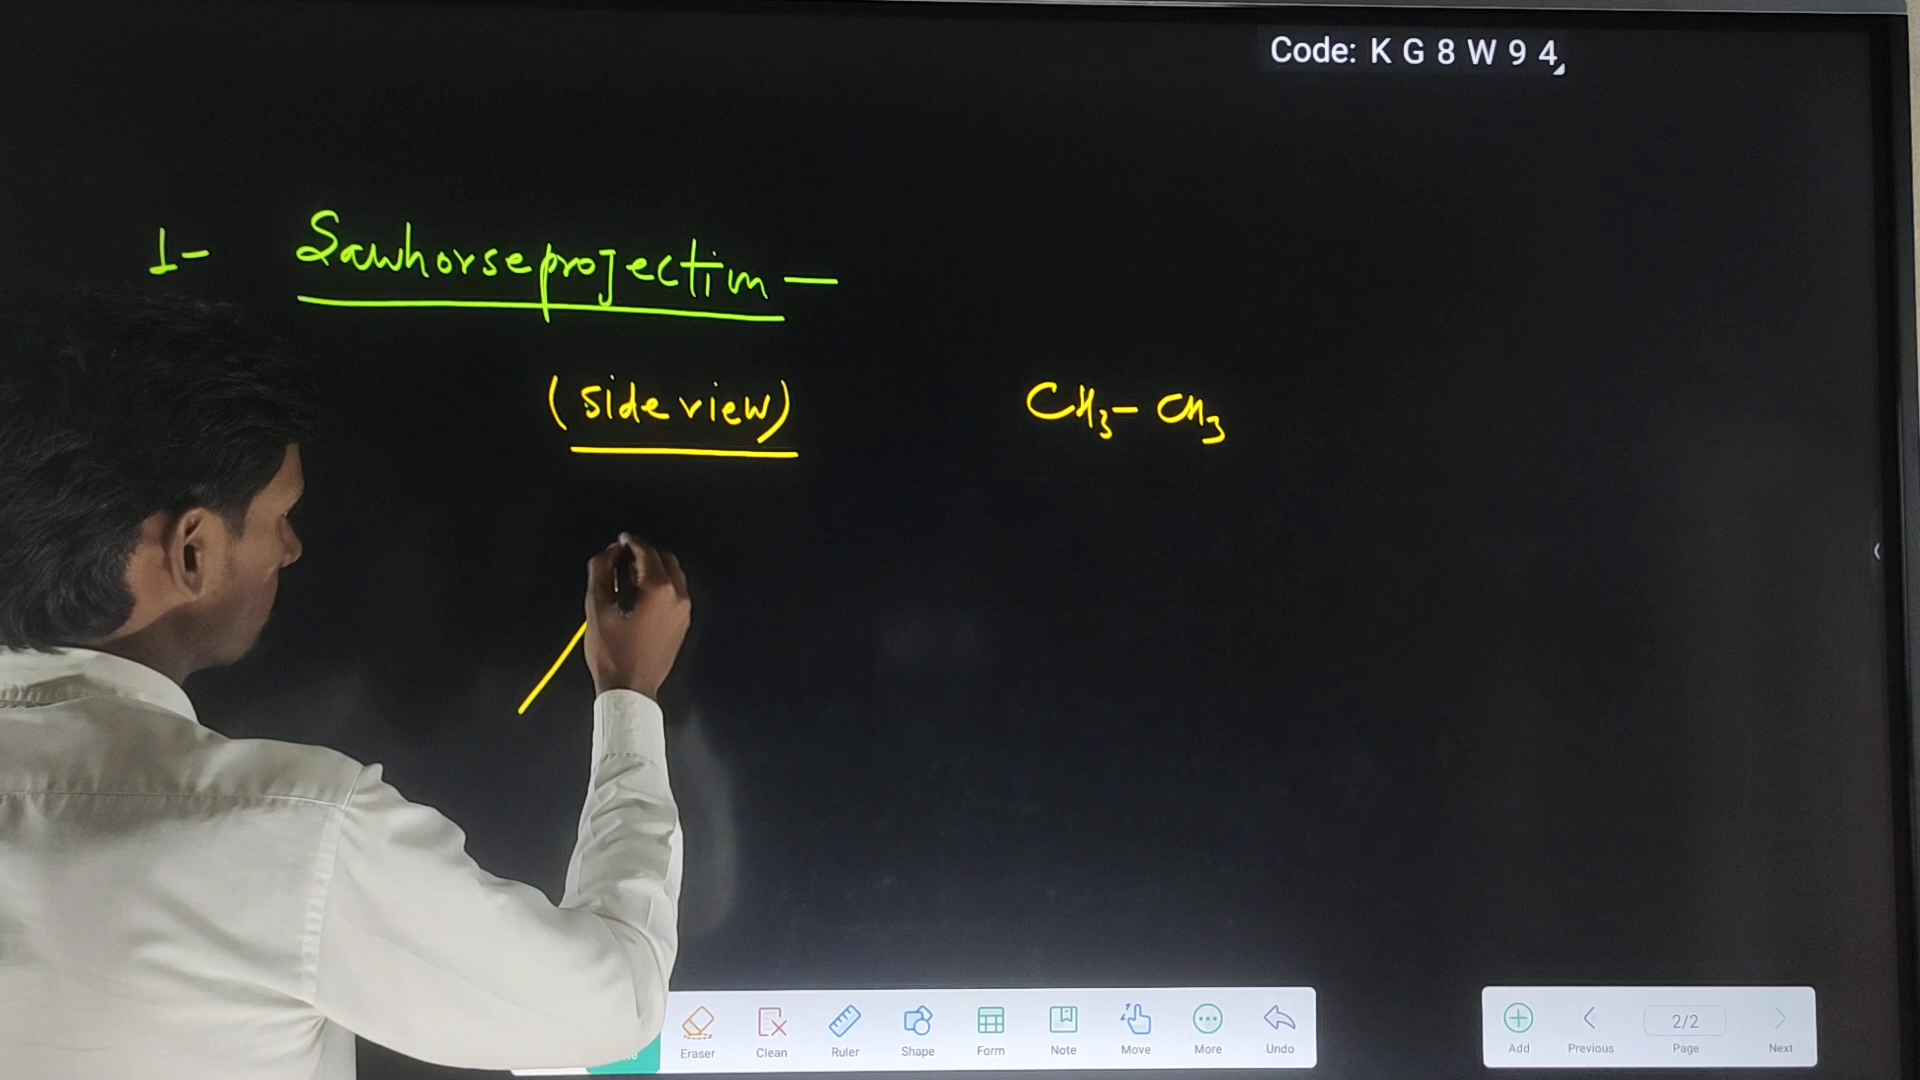 Code: K G 8 W 9 4
1- Sawhorse projection -
(side view) CH3 - CH3
Eraser Clean Ruler Shape Form Note Move More Undo
2/2
Add Previous Page Next